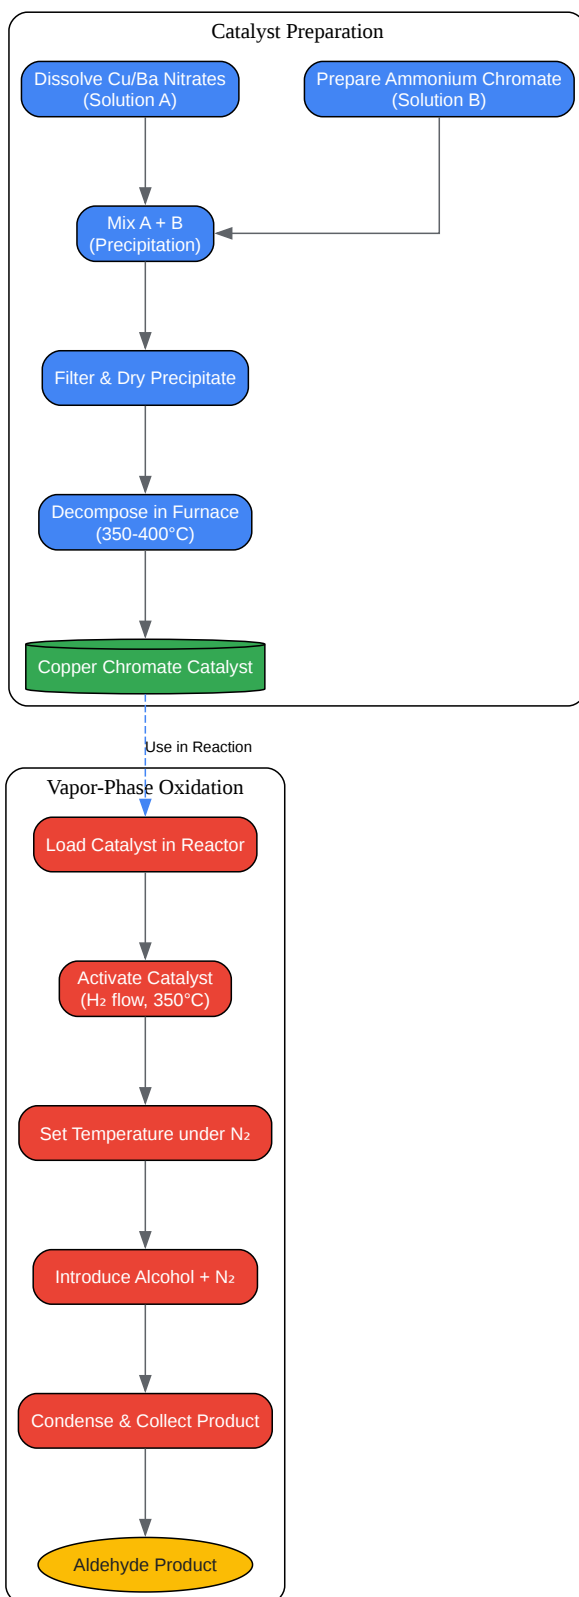 Catalyst Preparation
Dissolve Cu/Ba Nitrates
(Solution A)
Prepare Ammonium Chromate
(Solution B)
Mix A + B
(Precipitation)
Filter & Dry Precipitate
Decompose in Furnace
(350-400°C)
Copper Chromate Catalyst
Use in Reaction
Vapor-Phase Oxidation
Load Catalyst in Reactor
Activate Catalyst
(H₂ flow, 350°C)
Set Temperature under N₂
Introduce Alcohol + N₂
Condense & Collect Product
Aldehyde Product